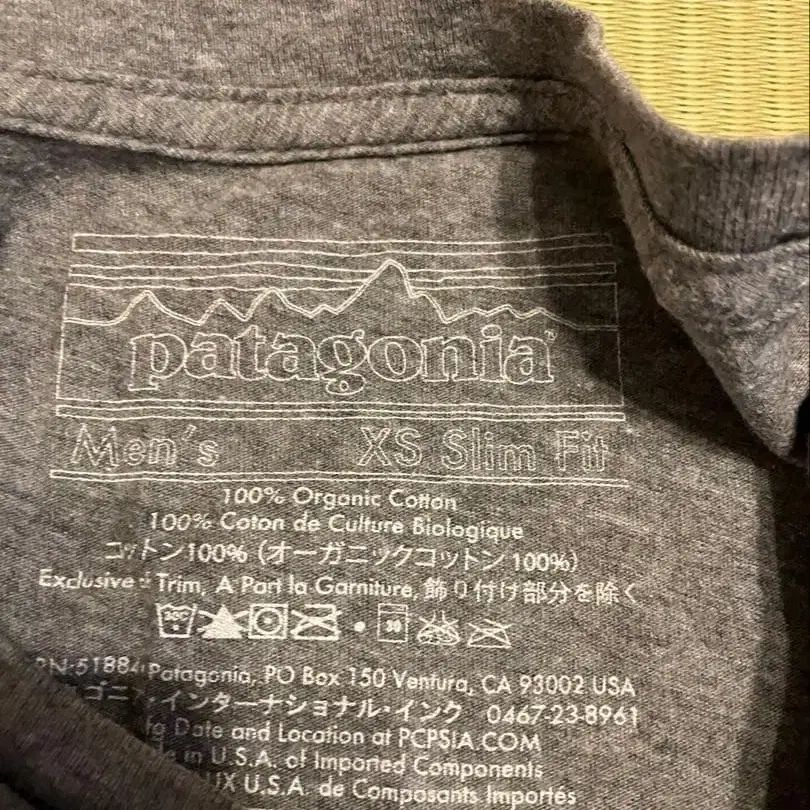 patagonia™
Men's XS Slim Fit
100% Organic Cotton
100% Coton de Culture Biologique
コットン100% (オーガニックコットン 100%)
Exclusive Trim, A Part la Garniture, 飾り付け部分を除く
30C 30
RN-51884 Patagonia, PO Box 150 Ventura, CA 93002 USA
ゴニア・インターナショナル・インク 0467-23-8961
Date and Location at PCPSIA.COM
in U.S.A. of Imported Components
U.S.A. de Composants Importés